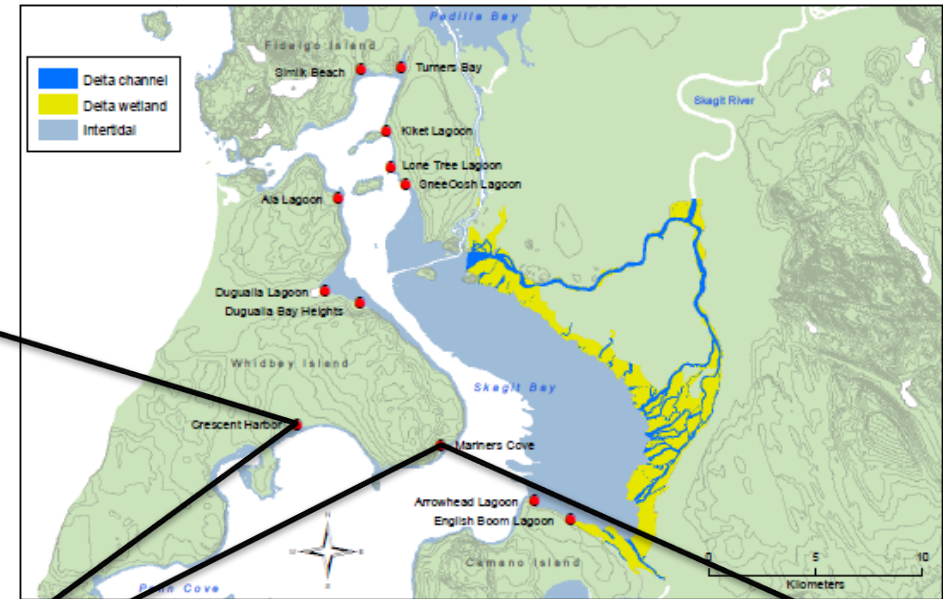 Padilla Bay
Fidalgo Island
Similk Beach
Turners Bay
Delta channel
Delta wetland
Intertidal
Skagit River
Kiket Lagoon
Lone Tree Lagoon
SneeOosh Lagoon
Ala Lagoon
Dugualla Lagoon
Dugualla Bay Heights
Whidbey Island
Skagit Bay
Crescent Harbor
Mariners Cove
Arrowhead Lagoon
English Boom Lagoon
N
W
E
S
Camano Island
Penn Cove
0 5 10
Kilometers